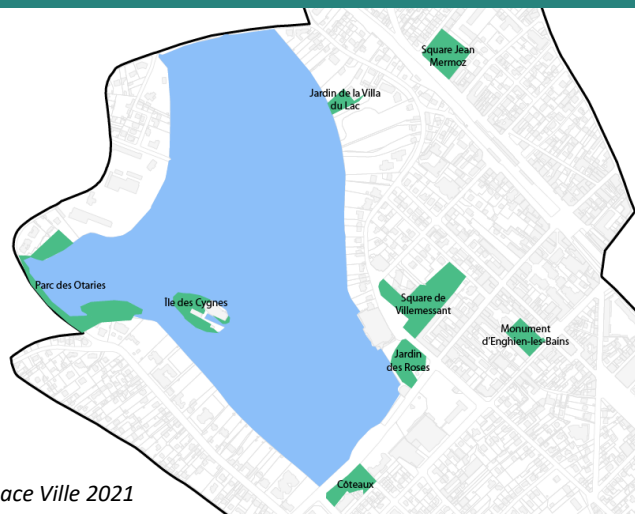 Square Jean
Mermoz
Jardin de la Villa
du Lac
Parc des Otaries
Île des Cygnes
Square de
Villemessant
Monument
d'Enghien-les-Bains
Jardin
des Roses
Côteaux
ace Ville 2021